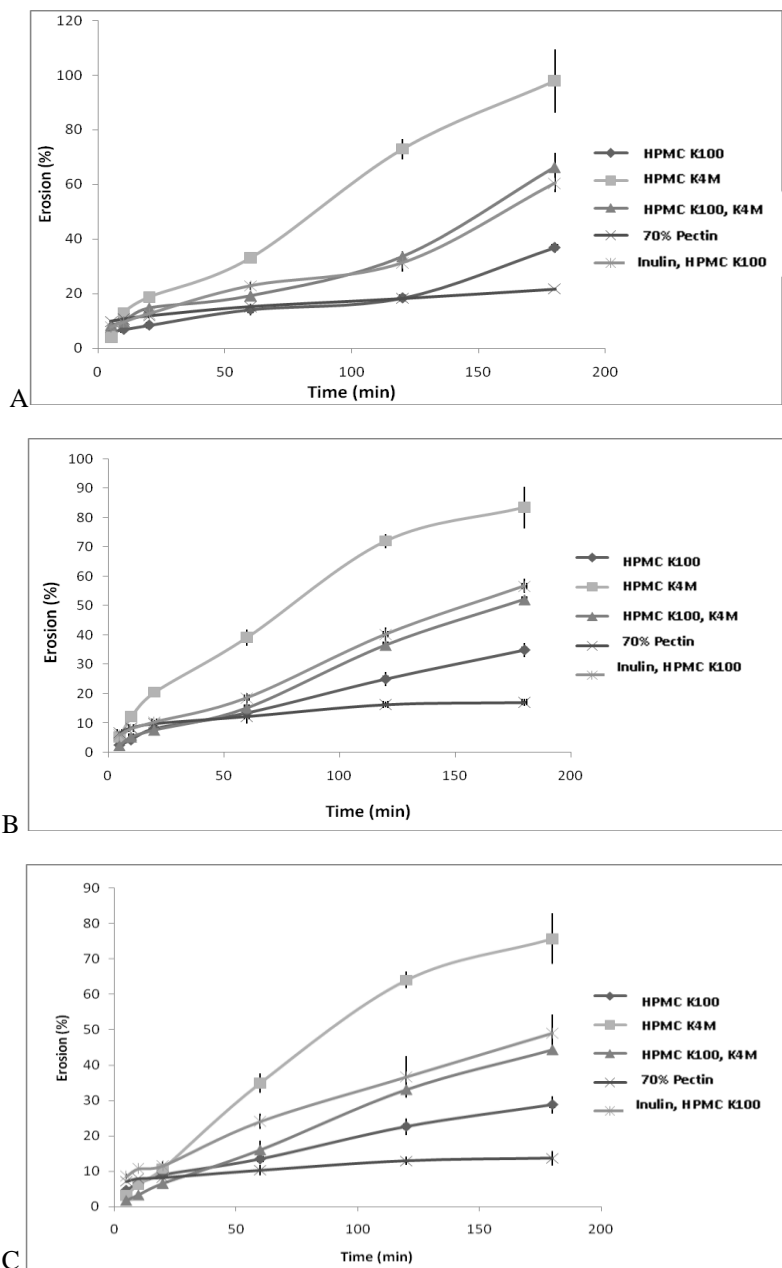 120
100
80
60
40
20
0
Erosion (%)
0 50 100 150 200
Time (min)
HPMC K100
HPMC K4M
HPMC K100, K4M
70% Pectin
Inulin, HPMC K100
A
100
90
80
70
60
50
40
30
20
10
0
Erosion (%)
0 50 100 150 200
Time (min)
HPMC K100
HPMC K4M
HPMC K100, K4M
70% Pectin
Inulin, HPMC K100
B
90
80
70
60
50
40
30
20
10
0
Erosion (%)
0 50 100 150 200
Time (min)
HPMC K100
HPMC K4M
HPMC K100, K4M
70% Pectin
Inulin, HPMC K100
C